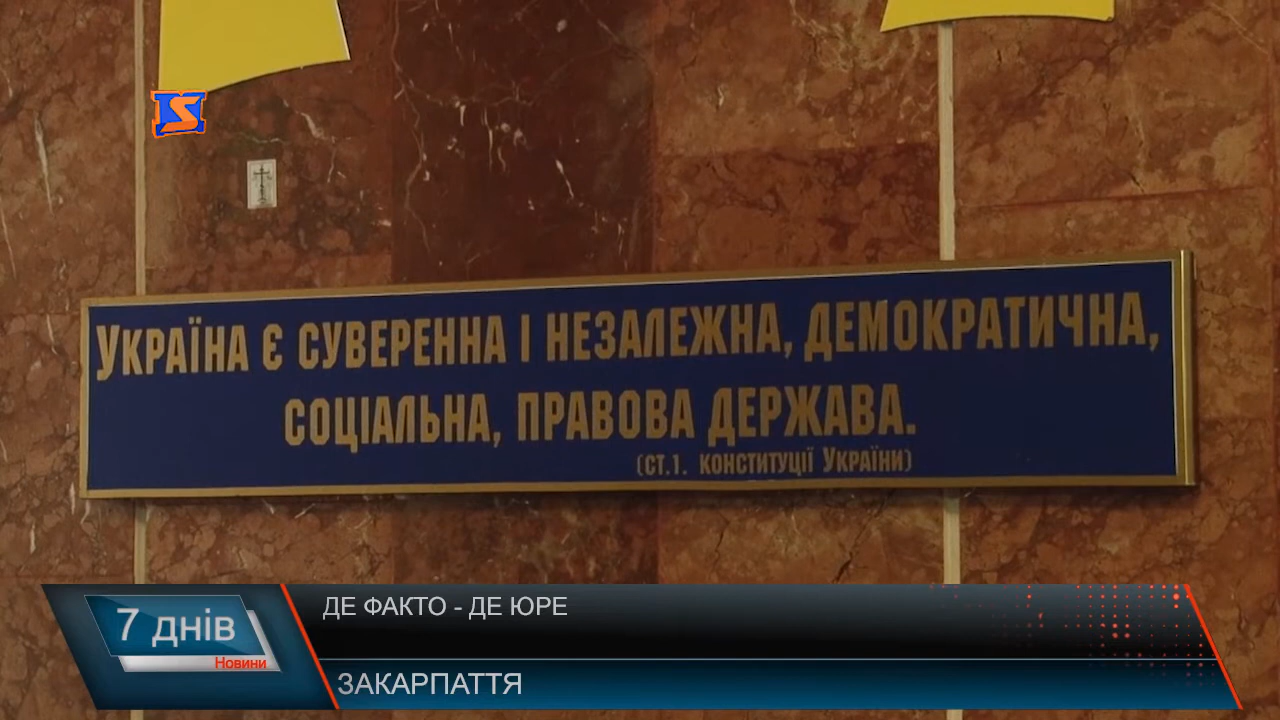 УКРАЇНА Є СУВЕРЕННА І НЕЗАЛЕЖНА, ДЕМОКРАТИЧНА,
СОЦІАЛЬНА, ПРАВОВА ДЕРЖАВА.
(СТ.1. КОНСТИТУЦІЇ УКРАЇНИ)
7 днів
Новини
ДЕ ФАКТО - ДЕ ЮРЕ
ЗАКАРПАТТЯ